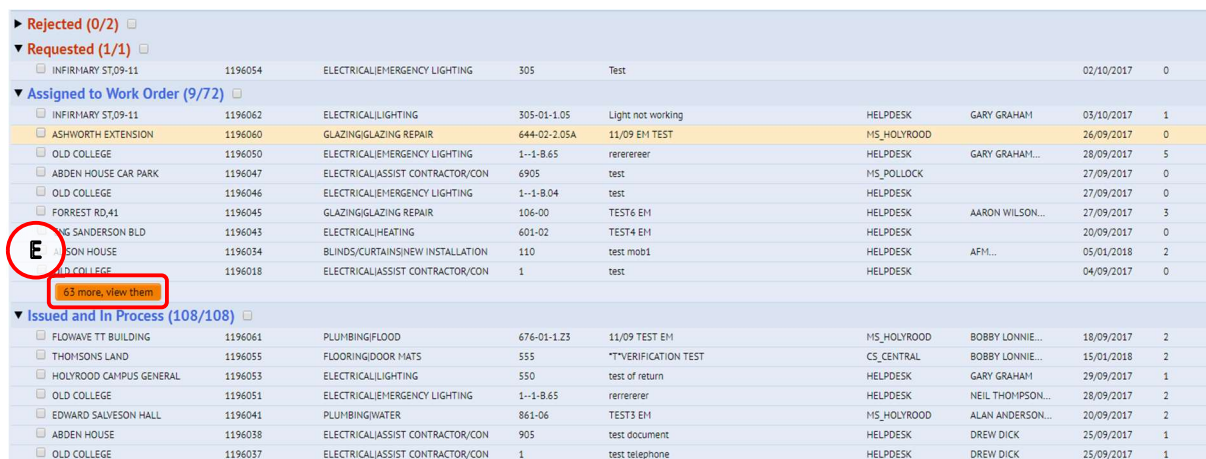 Rejected (0/2)
Requested (1/1)
INFIRMARY ST,09-11 1196054 ELECTRICAL|EMERGENCY LIGHTING 305 Test 02/10/2017 0
Assigned to Work Order (9/72)
INFIRMARY ST,09-11 1196062 ELECTRICAL|LIGHTING 305-01-1.05 Light not working HELPDESK GARY GRAHAM 03/10/2017 1
ASHWORTH EXTENSION 1196060 GLAZING|GLAZING REPAIR 644-02-2.05A 11/09 EM TEST MS_HOLYROOD 26/09/2017 0
OLD COLLEGE 1196050 ELECTRICAL|EMERGENCY LIGHTING 1--1-B.65 rererereer HELPDESK GARY GRAHAM... 28/09/2017 5
ABDEN HOUSE CAR PARK 1196047 ELECTRICAL|ASSIST CONTRACTOR/CON 6905 test MS_POLLOCK 27/09/2017 0
OLD COLLEGE 1196046 ELECTRICAL|EMERGENCY LIGHTING 1--1-B.04 test HELPDESK 27/09/2017 0
FORREST RD,41 1196045 GLAZING|GLAZING REPAIR 106-00 TEST6 EM HELPDESK AARON WILSON... 27/09/2017 3
SANDERSON BLD 1196043 ELECTRICAL|HEATING 601-02 TEST4 EM HELPDESK 20/09/2017 0
E HOUSE 1196034 BLINDS/CURTAINS|NEW INSTALLATION 110 test mob1 HELPDESK AFM... 05/01/2018 2
OLD COLLEGE 1196018 ELECTRICAL|ASSIST CONTRACTOR/CON 1 test HELPDESK 04/09/2017 0
63 more, view them
Issued and In Process (108/108)
FLOWAVE TT BUILDING 1196061 PLUMBING|FLOOD 676-01-1.Z3 11/09 TEST EM MS_HOLYROOD BOBBY LONNIE... 18/09/2017 2
THOMSONS LAND 1196055 FLOORING|DOOR MATS 555 *T*VERIFICATION TEST CS_CENTRAL BOBBY LONNIE... 15/01/2018 2
HOLYROOD CAMPUS GENERAL 1196053 ELECTRICAL|LIGHTING 550 test of return HELPDESK GARY GRAHAM 29/09/2017 1
OLD COLLEGE 1196051 ELECTRICAL|EMERGENCY LIGHTING 1--1-B.65 rerrererer HELPDESK NEIL THOMPSON... 28/09/2017 2
EDWARD SALVESON HALL 1196041 PLUMBING|WATER 861-06 TEST3 EM MS_HOLYROOD ALAN ANDERSON... 20/09/2017 2
ABDEN HOUSE 1196038 ELECTRICAL|ASSIST CONTRACTOR/CON 905 test document HELPDESK DREW DICK 25/09/2017 1
OLD COLLEGE 1196037 ELECTRICAL|ASSIST CONTRACTOR/CON 1 test telephone HELPDESK DREW DICK 25/09/2017 1